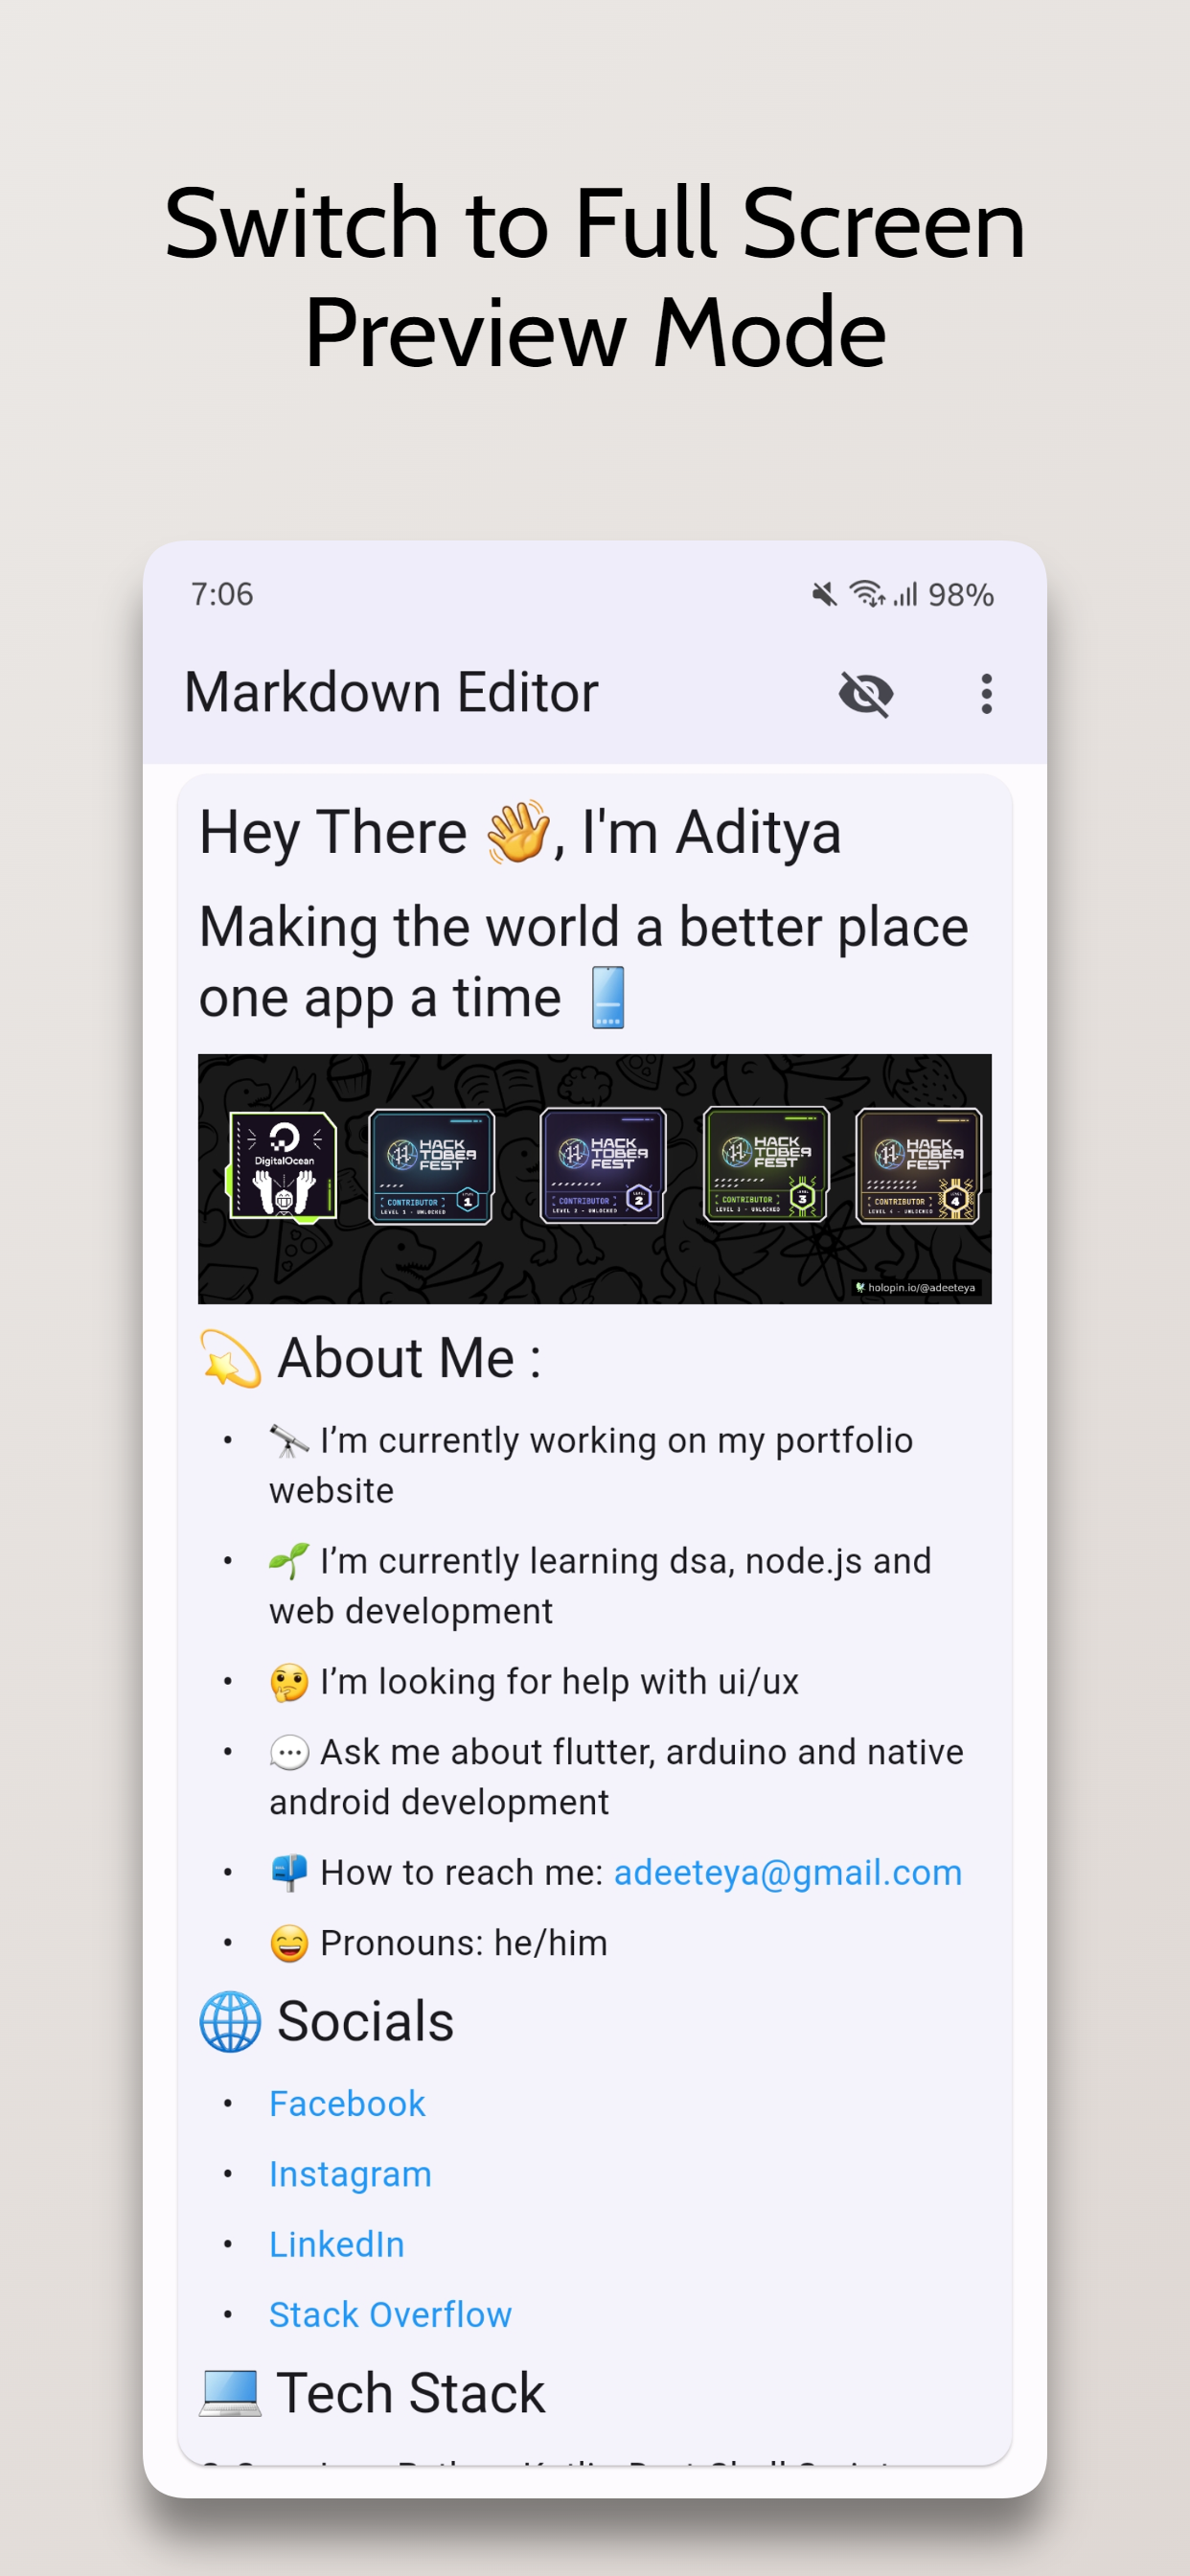 Switch to Full Screen
Preview Mode
7:06
98%
Markdown Editor
Hey There 👋, I'm Aditya
Making the world a better place
one app a time 📱
DigitalOcean
HACK
TOBER
FEST
CONTRIBUTOR
LEVEL 1 - UNLOCKED
1
HACK
TOBER
FEST
CONTRIBUTOR
LEVEL 2 - UNLOCKED
2
HACK
TOBER
FEST
CONTRIBUTOR
LEVEL 3 - UNLOCKED
3
HACK
TOBER
FEST
CONTRIBUTOR
LEVEL 4 - UNLOCKED
4
holopin.io/@adeeteya
💫 About Me :
• 🔭 I’m currently working on my portfolio
website
• 🌱 I’m currently learning dsa, node.js and
web development
• 🤔 I’m looking for help with ui/ux
• 💬 Ask me about flutter, arduino and native
android development
• 📫 How to reach me: adeeteya@gmail.com
• 😄 Pronouns: he/him
🌐 Socials
• Facebook
• Instagram
• LinkedIn
• Stack Overflow
💻 Tech Stack